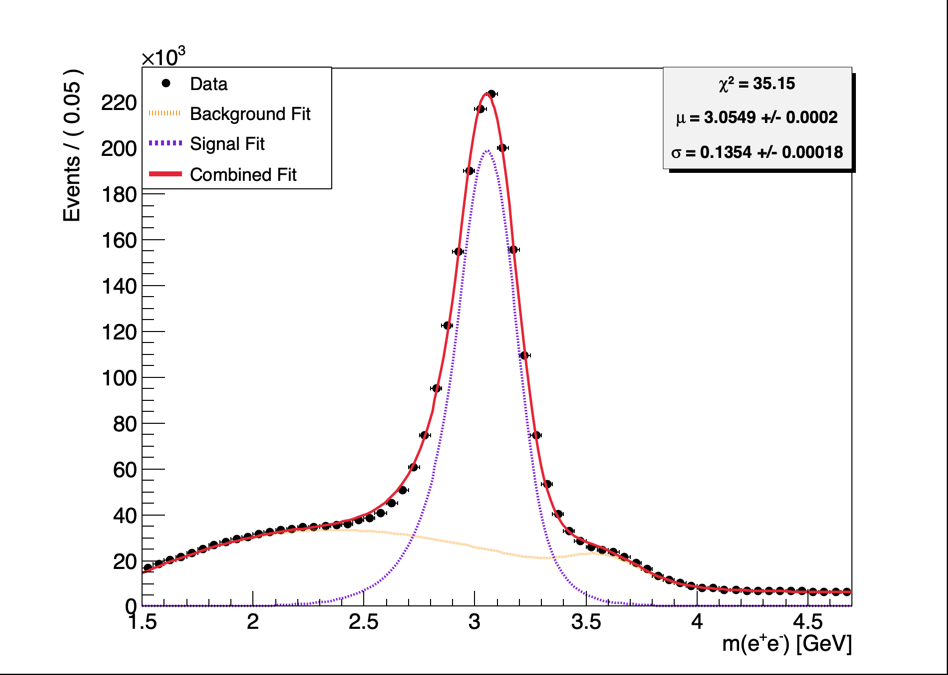 ×10³
Events / ( 0.05 )
220
200
180
160
140
120
100
80
60
40
20
0
Data
Background Fit
Signal Fit
Combined Fit
χ² = 35.15
μ = 3.0549 +/- 0.0002
σ = 0.1354 +/- 0.00018
1.5 2 2.5 3 3.5 4 4.5
m(e⁺e⁻) [GeV]